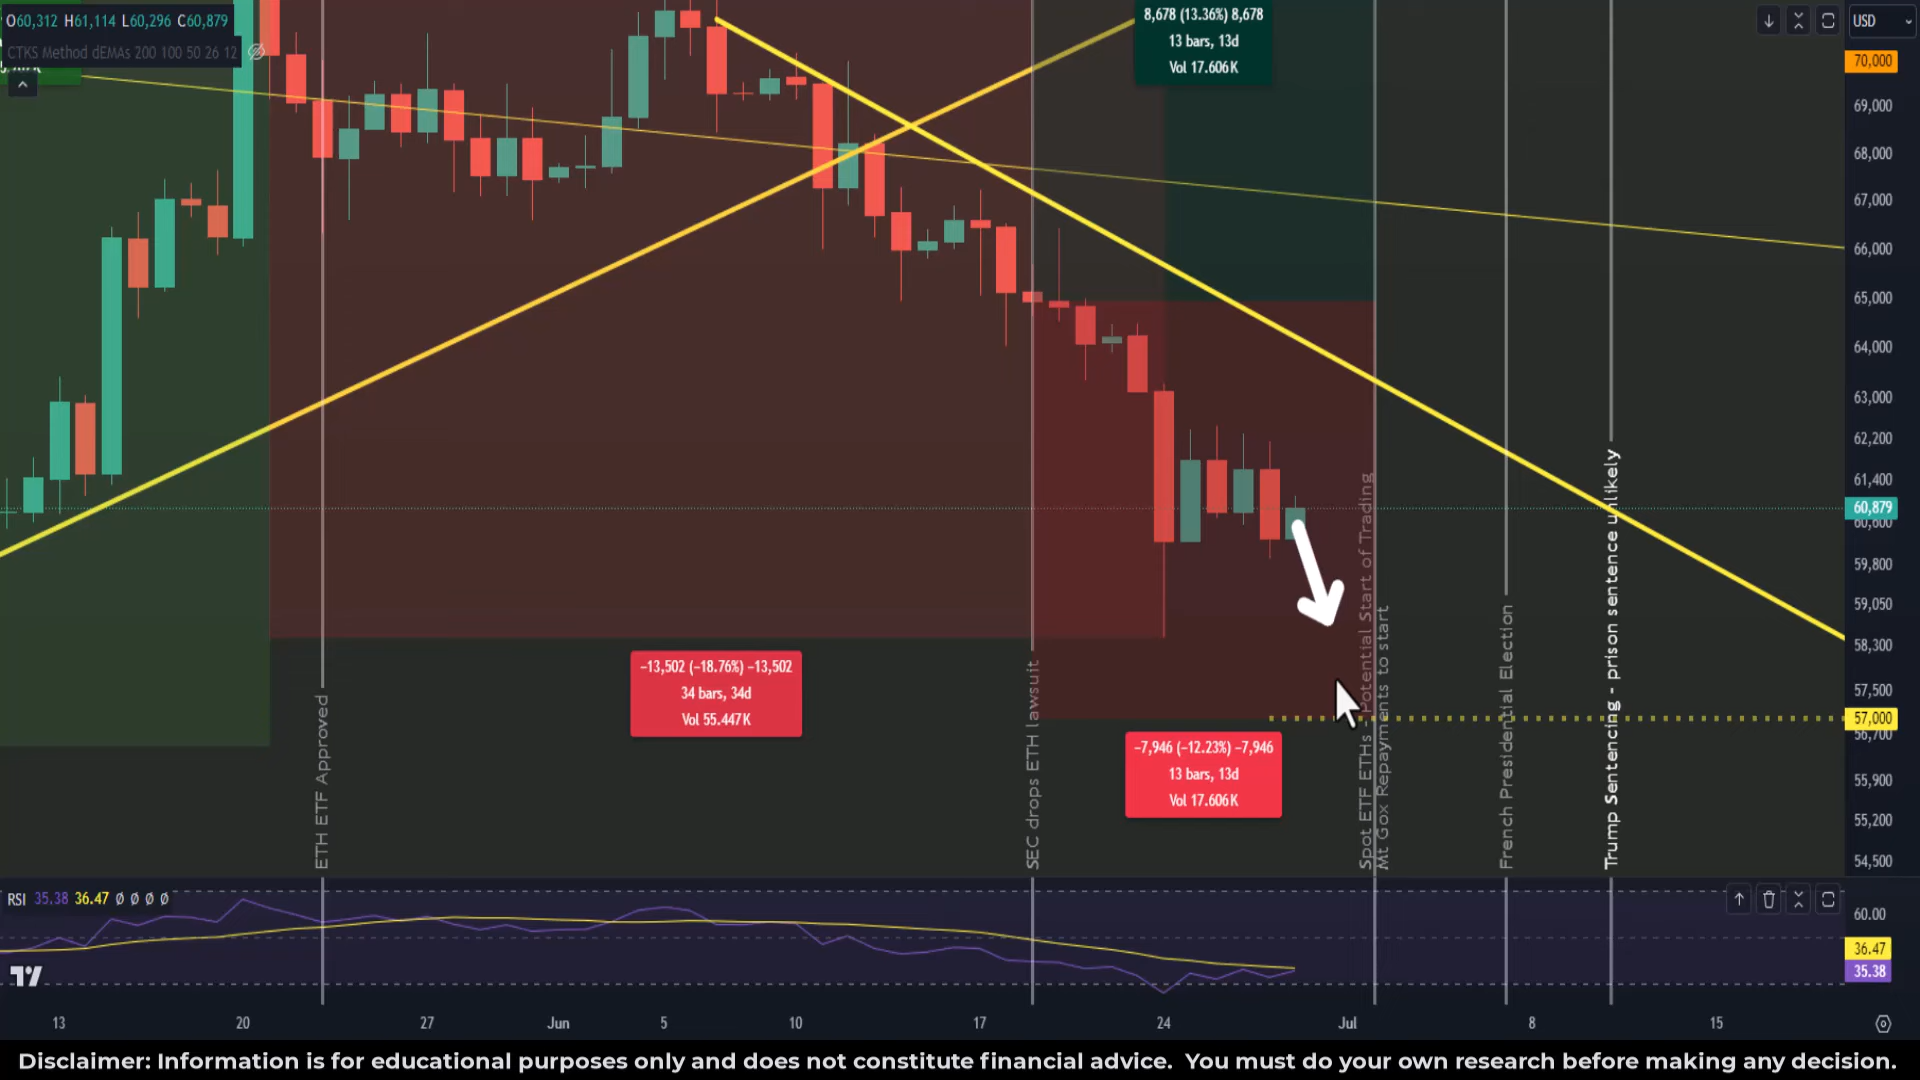 O60,312 H61,114 L60,296 C60,879
CTKS Method dEMAs 200 100 50 26 12
8,678 (13.36%) 8,678
13 bars, 13d
Vol 17.606K
USD
70,000
69,000
68,000
67,000
66,000
65,000
64,000
63,000
62,200
61,400
60,879
60,600
59,800
59,050
58,300
57,500
57,000
56,700
55,900
55,200
54,500
−13,502 (−18.76%) −13,502
34 bars, 34d
Vol 55.447K
−7,946 (−12.23%) −7,946
13 bars, 13d
Vol 17.606K
ETH ETF Approved
SEC drops ETH lawsuit
Spot ETF ETHs - Potential Start of Trading
Mt Gox Repayments to start
French Presidential Election
Trump Sentencing - prison sentence unlikely
RSI 35.38 36.47 Ø Ø Ø Ø
60.00
36.47
35.38
13 20 27 Jun 5 10 17 24 Jul 8 15
Disclaimer: Information is for educational purposes only and does not constitute financial advice. You must do your own research before making any decision.